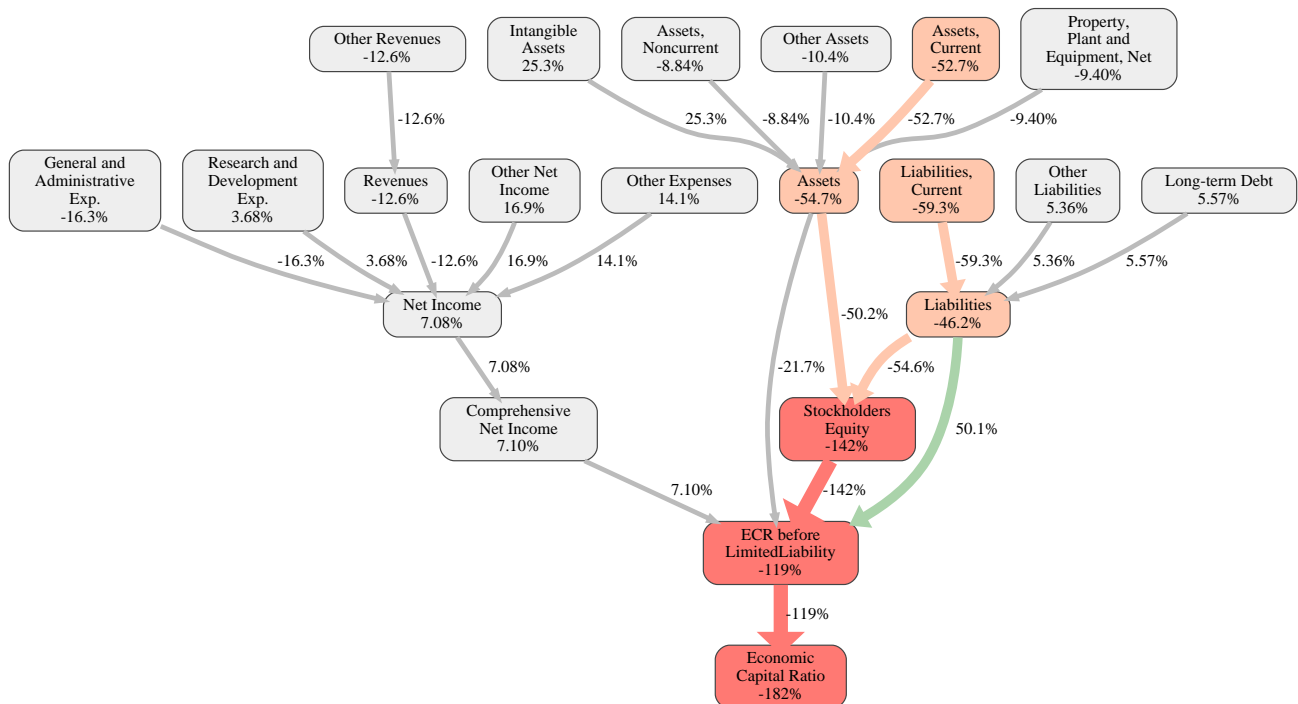 Other Revenues
-12.6%
Intangible
Assets
25.3%
Assets,
Noncurrent
-8.84%
Other Assets
-10.4%
Assets,
Current
-52.7%
Property,
Plant and
Equipment, Net
-9.40%
-12.6%
25.3%
-8.84%
-10.4%
-52.7%
-9.40%
General and
Administrative
Exp.
-16.3%
Research and
Development
Exp.
3.68%
Revenues
-12.6%
Other Net
Income
16.9%
Other Expenses
14.1%
Assets
-54.7%
Liabilities,
Current
-59.3%
Other
Liabilities
5.36%
Long-term Debt
5.57%
-16.3%
3.68%
-12.6%
16.9%
14.1%
-59.3%
5.36%
5.57%
Net Income
7.08%
Liabilities
-46.2%
-50.2%
7.08%
-21.7%
-54.6%
Comprehensive
Net Income
7.10%
Stockholders
Equity
-142%
50.1%
7.10%
-142%
ECR before
LimitedLiability
-119%
-119%
Economic
Capital Ratio
-182%